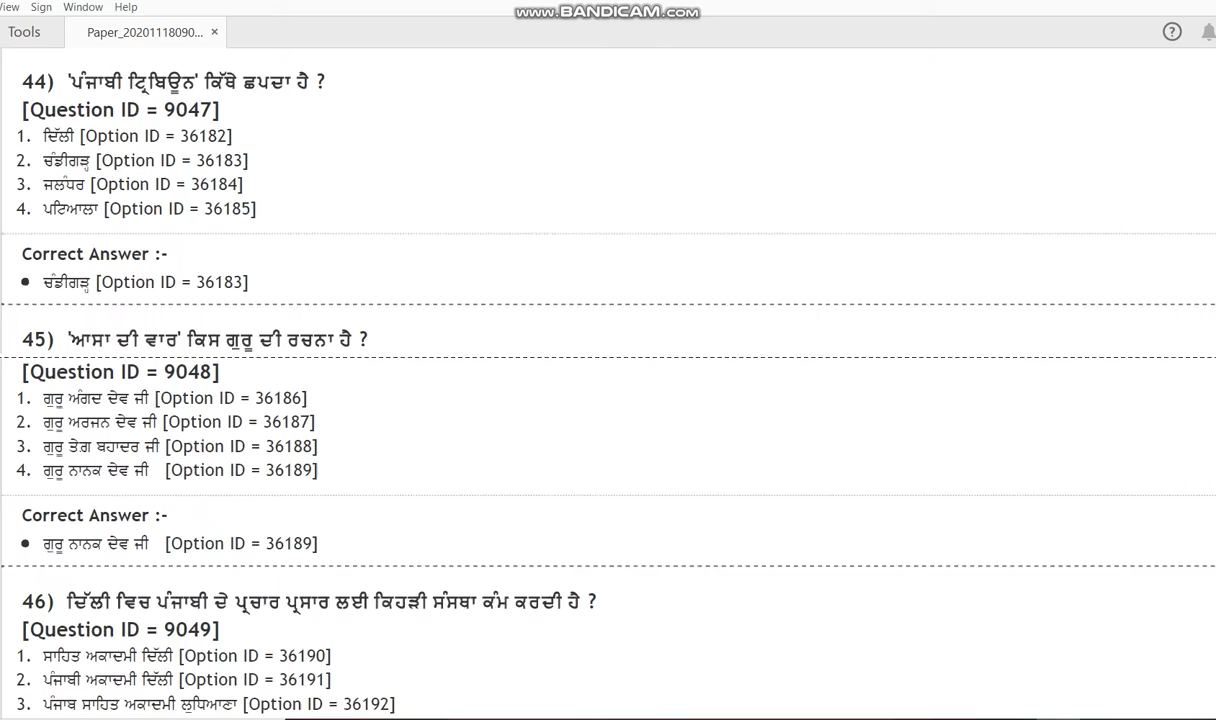 View Sign Window Help
www.BANDICAM.com
Tools Paper_20201118090... ×
44) 'ਪੰਜਾਬੀ ਟ੍ਰਿਬਿਊਨ' ਕਿੱਥੇ ਛਪਦਾ ਹੈ ?
[Question ID = 9047]
1. ਦਿੱਲੀ [Option ID = 36182]
2. ਚੰਡੀਗੜ੍ਹ [Option ID = 36183]
3. ਜਲੰਧਰ [Option ID = 36184]
4. ਪਟਿਆਲਾ [Option ID = 36185]
Correct Answer :-
• ਚੰਡੀਗੜ੍ਹ [Option ID = 36183]
45) 'ਆਸਾ ਦੀ ਵਾਰ' ਕਿਸ ਗੁਰੂ ਦੀ ਰਚਨਾ ਹੈ ?
[Question ID = 9048]
1. ਗੁਰੂ ਅੰਗਦ ਦੇਵ ਜੀ [Option ID = 36186]
2. ਗੁਰੂ ਅਰਜਨ ਦੇਵ ਜੀ [Option ID = 36187]
3. ਗੁਰੂ ਤੇਗ਼ ਬਹਾਦਰ ਜੀ [Option ID = 36188]
4. ਗੁਰੂ ਨਾਨਕ ਦੇਵ ਜੀ [Option ID = 36189]
Correct Answer :-
• ਗੁਰੂ ਨਾਨਕ ਦੇਵ ਜੀ [Option ID = 36189]
46) ਦਿੱਲੀ ਵਿਚ ਪੰਜਾਬੀ ਦੇ ਪ੍ਰਚਾਰ ਪ੍ਰਸਾਰ ਲਈ ਕਿਹੜੀ ਸੰਸਥਾ ਕੰਮ ਕਰਦੀ ਹੈ ?
[Question ID = 9049]
1. ਸਾਹਿਤ ਅਕਾਦਮੀ ਦਿੱਲੀ [Option ID = 36190]
2. ਪੰਜਾਬੀ ਅਕਾਦਮੀ ਦਿੱਲੀ [Option ID = 36191]
3. ਪੰਜਾਬ ਸਾਹਿਤ ਅਕਾਦਮੀ ਲੁਧਿਆਣਾ [Option ID = 36192]